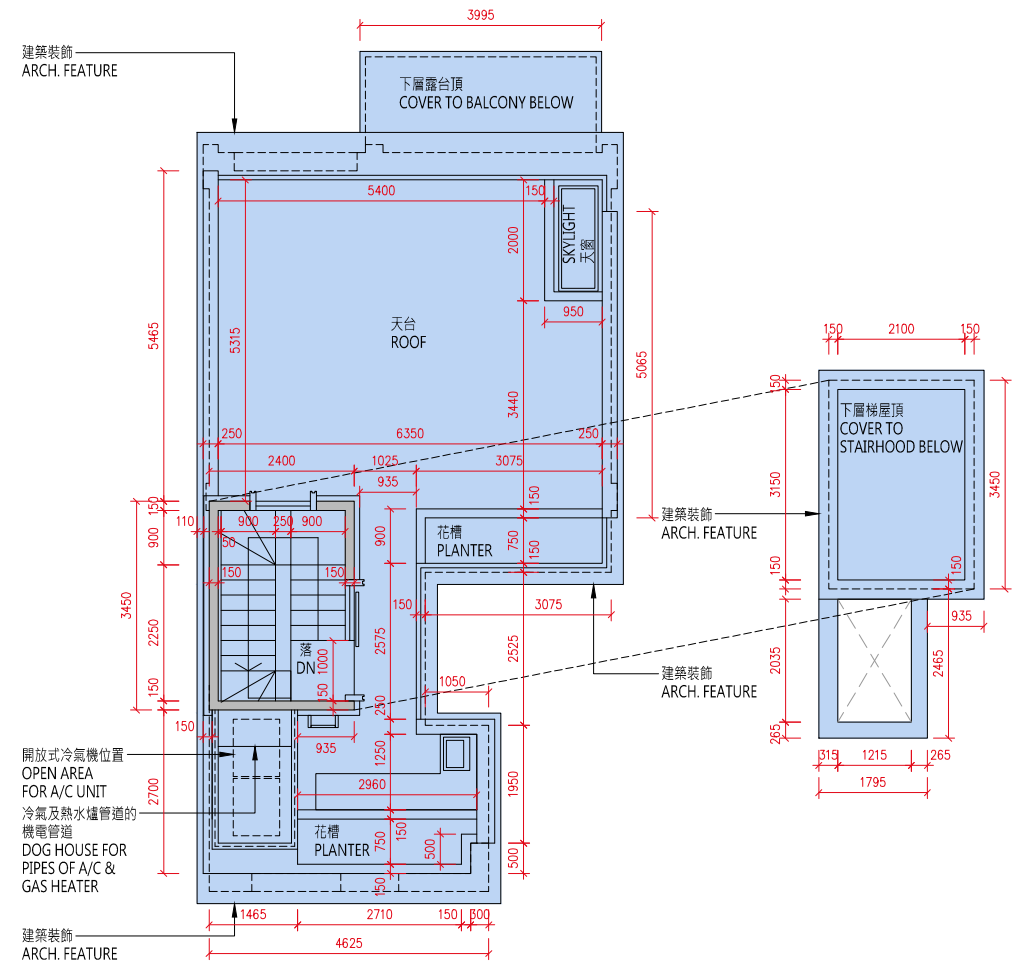 3995
建築裝飾
ARCH. FEATURE
下層露台頂
COVER TO BALCONY BELOW
5400
150
SKYLIGHT
天窗
2000
950
5465
5315
天台
ROOF
3440
5065
250
6350
250
2400
1025
3075
935
150
2100
150
150
下層梯屋頂
COVER TO
STAIRHOOD BELOW
3150
3450
150
150
935
2035
2465
265
315
1215
265
1795
建築裝飾
ARCH. FEATURE
150
110
900
250
900
50
900
150
150
3450
2250
150
900
花槽
PLANTER
150
750
150
150
3075
2575
2525
落
DN
1000
150
250
1050
建築裝飾
ARCH. FEATURE
150
935
1250
2960
1950
2700
開放式冷氣機位置
OPEN AREA
FOR A/C UNIT
冷氣及熱水爐管道的
機電管道
DOG HOUSE FOR
PIPES OF A/C &
GAS HEATER
花槽
PLANTER
750
150
500
500
150
1465
2710
150
300
4625
建築裝飾
ARCH. FEATURE